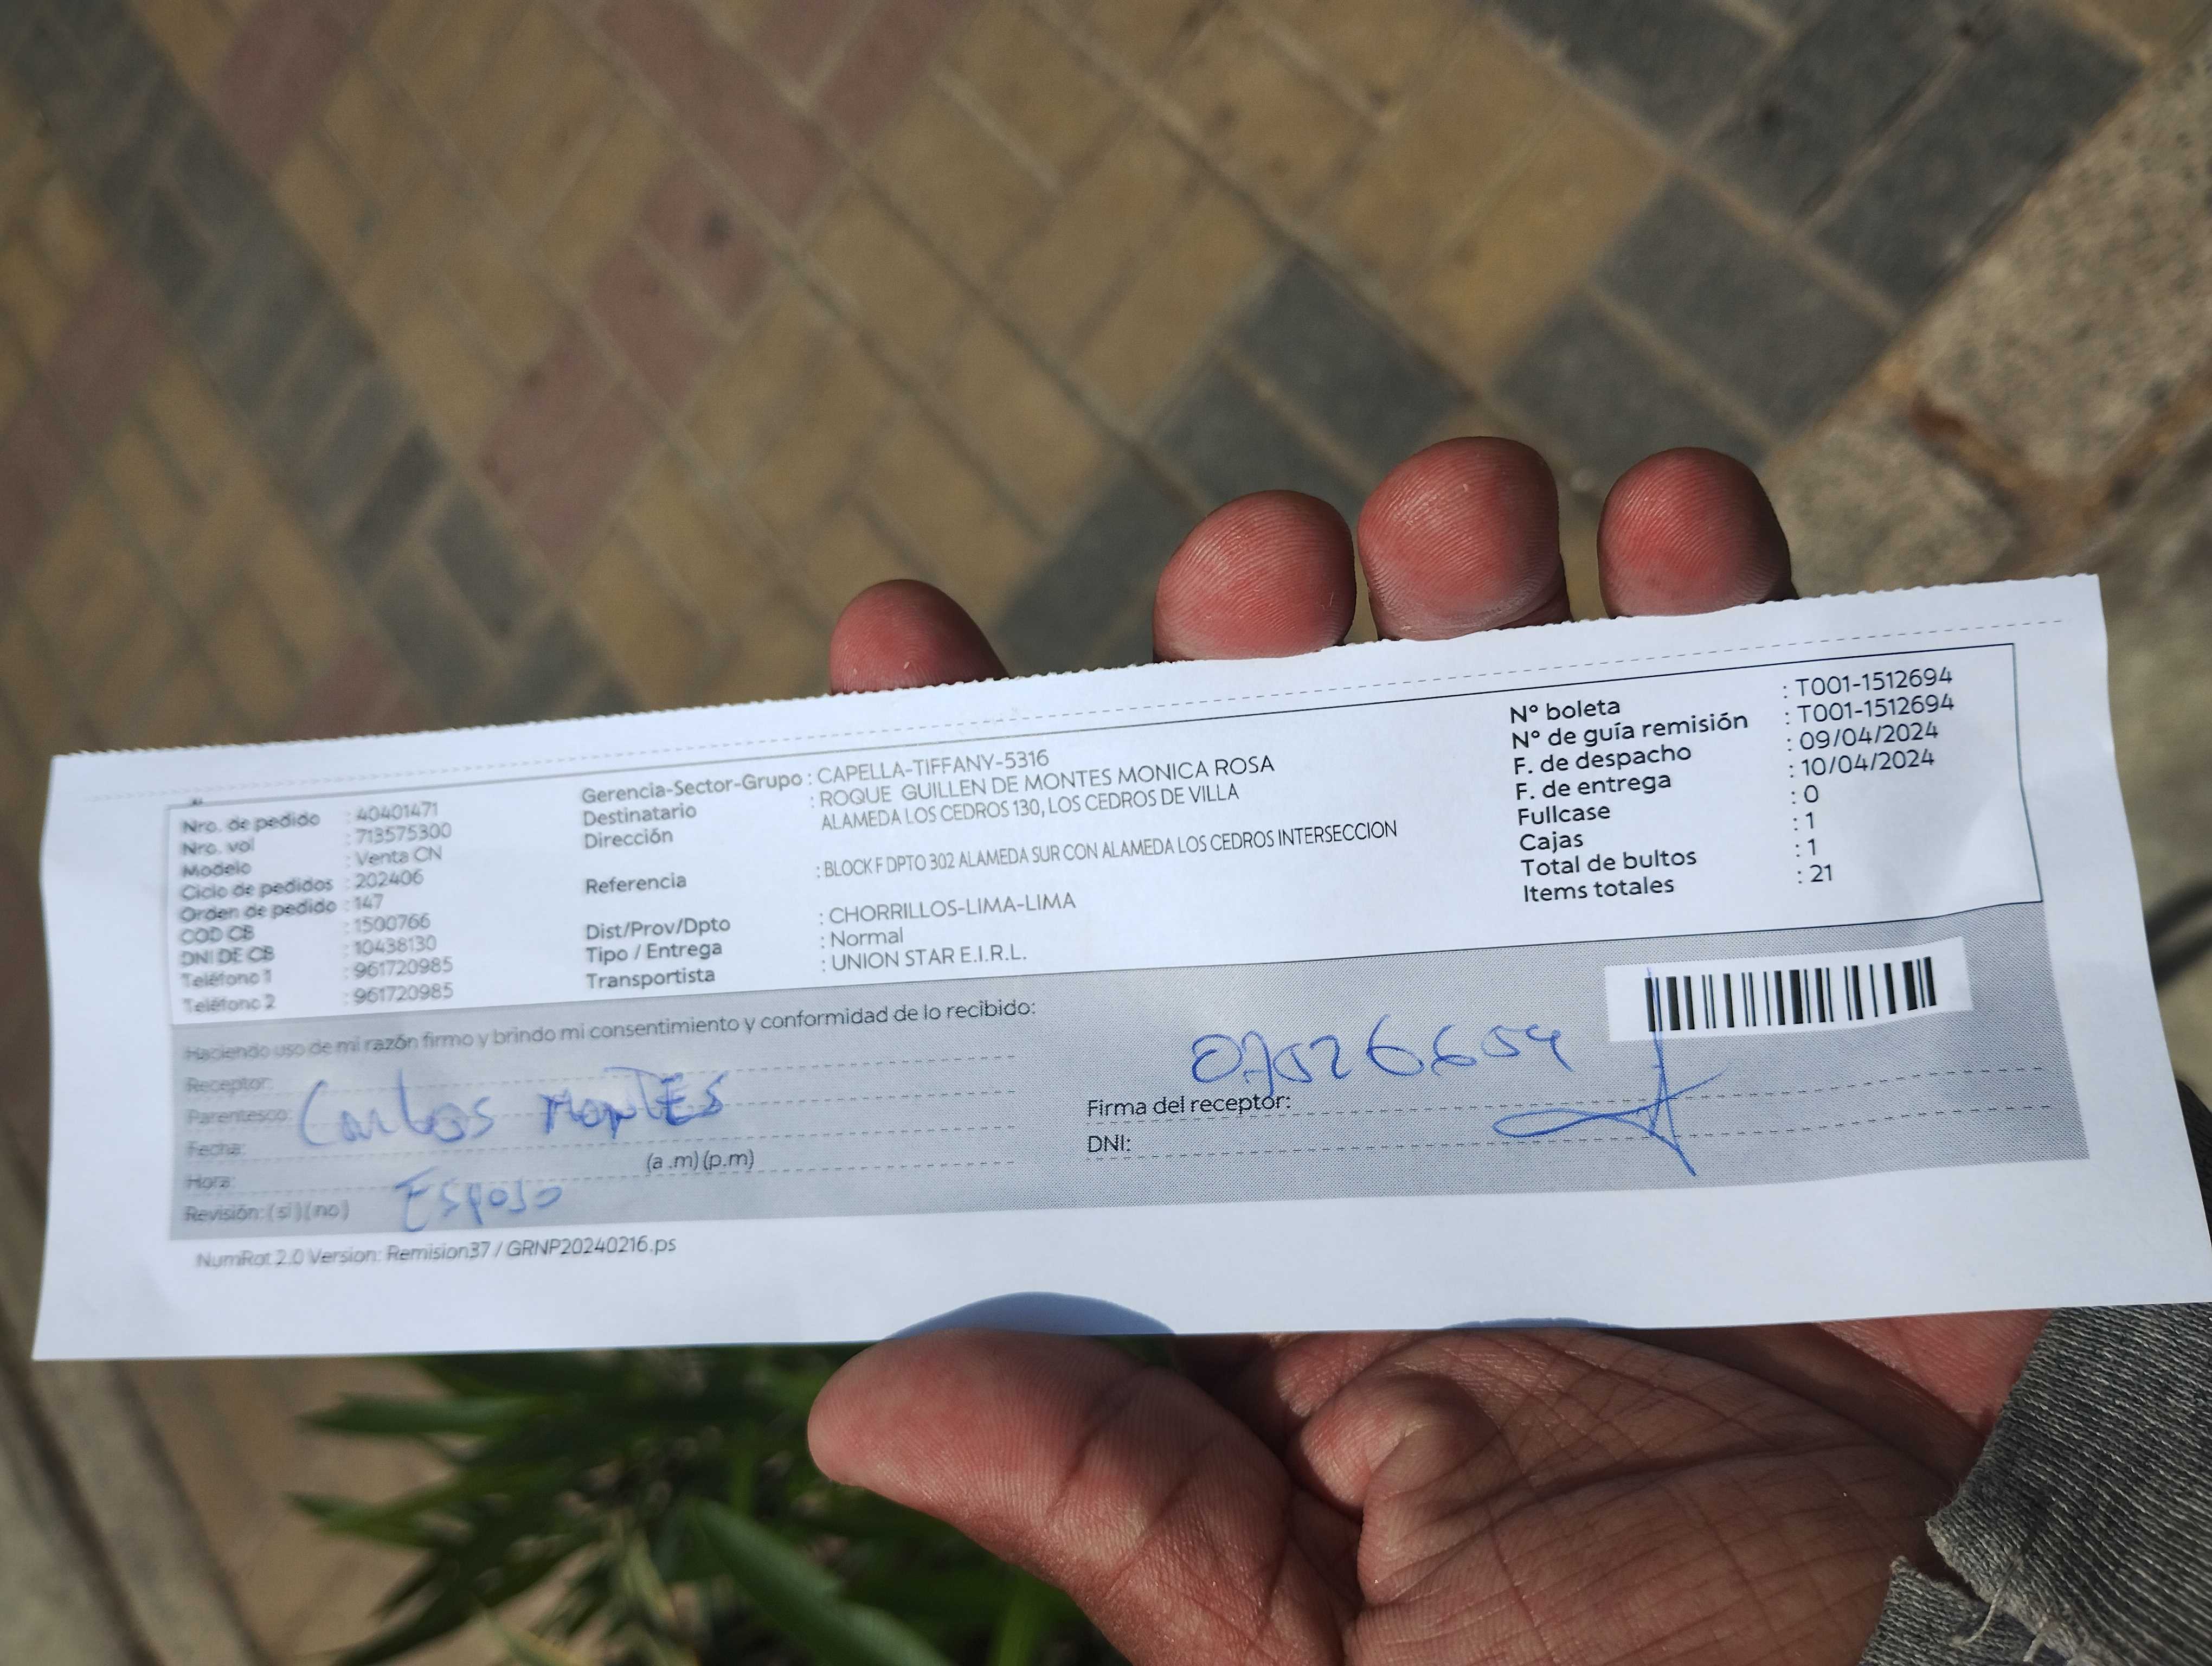 Nro. de pedido : 40401471
Nro. vol : 713575300
Modelo : Venta CN
Ciclo de pedidos : 202406
Orden de pedido : 147
COD CB : 1500766
DNI DE CB : 10438130
Teléfono 1 : 961720985
Teléfono 2 : 961720985
Gerencia-Sector-Grupo : CAPELLA-TIFFANY-5316
Destinatario : ROQUE GUILLEN DE MONTES MONICA ROSA
Dirección ALAMEDA LOS CEDROS 130, LOS CEDROS DE VILLA
Referencia : BLOCK F DPTO 302 ALAMEDA SUR CON ALAMEDA LOS CEDROS INTERSECCION
Dist/Prov/Dpto : CHORRILLOS-LIMA-LIMA
Tipo / Entrega : Normal
Transportista : UNION STAR E.I.R.L.
N° boleta : T001-1512694
N° de guía remisión : T001-1512694
F. de despacho : 09/04/2024
F. de entrega : 10/04/2024
Fullcase : 0
Cajas : 1
Total de bultos : 1
Items totales : 21
Haciendo uso de mi razón firmo y brindo mi consentimiento y conformidad de lo recibido:
Receptor:
Parentesco: Carlos MONTES
Fecha:
Hora: (a .m)(p.m)
Revisión: (si)(no) Esposo
07526604
Firma del receptor:
DNI:
NumRot 2.0 Version: Remision37 / GRNP20240216.ps